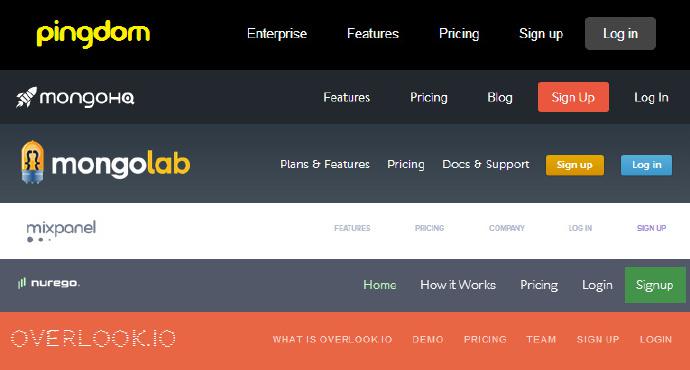 pingdom Enterprise Features Pricing Sign up Log in
mongoHQ Features Pricing Blog Sign Up Log In
mongolab Plans & Features Pricing Docs & Support Sign up Log in
mixpanel FEATURES PRICING COMPANY LOG IN SIGN UP
nurego. Home How it Works Pricing Login Signup
OVERLOOK.IO WHAT IS OVERLOOK.IO DEMO PRICING TEAM SIGN UP LOGIN